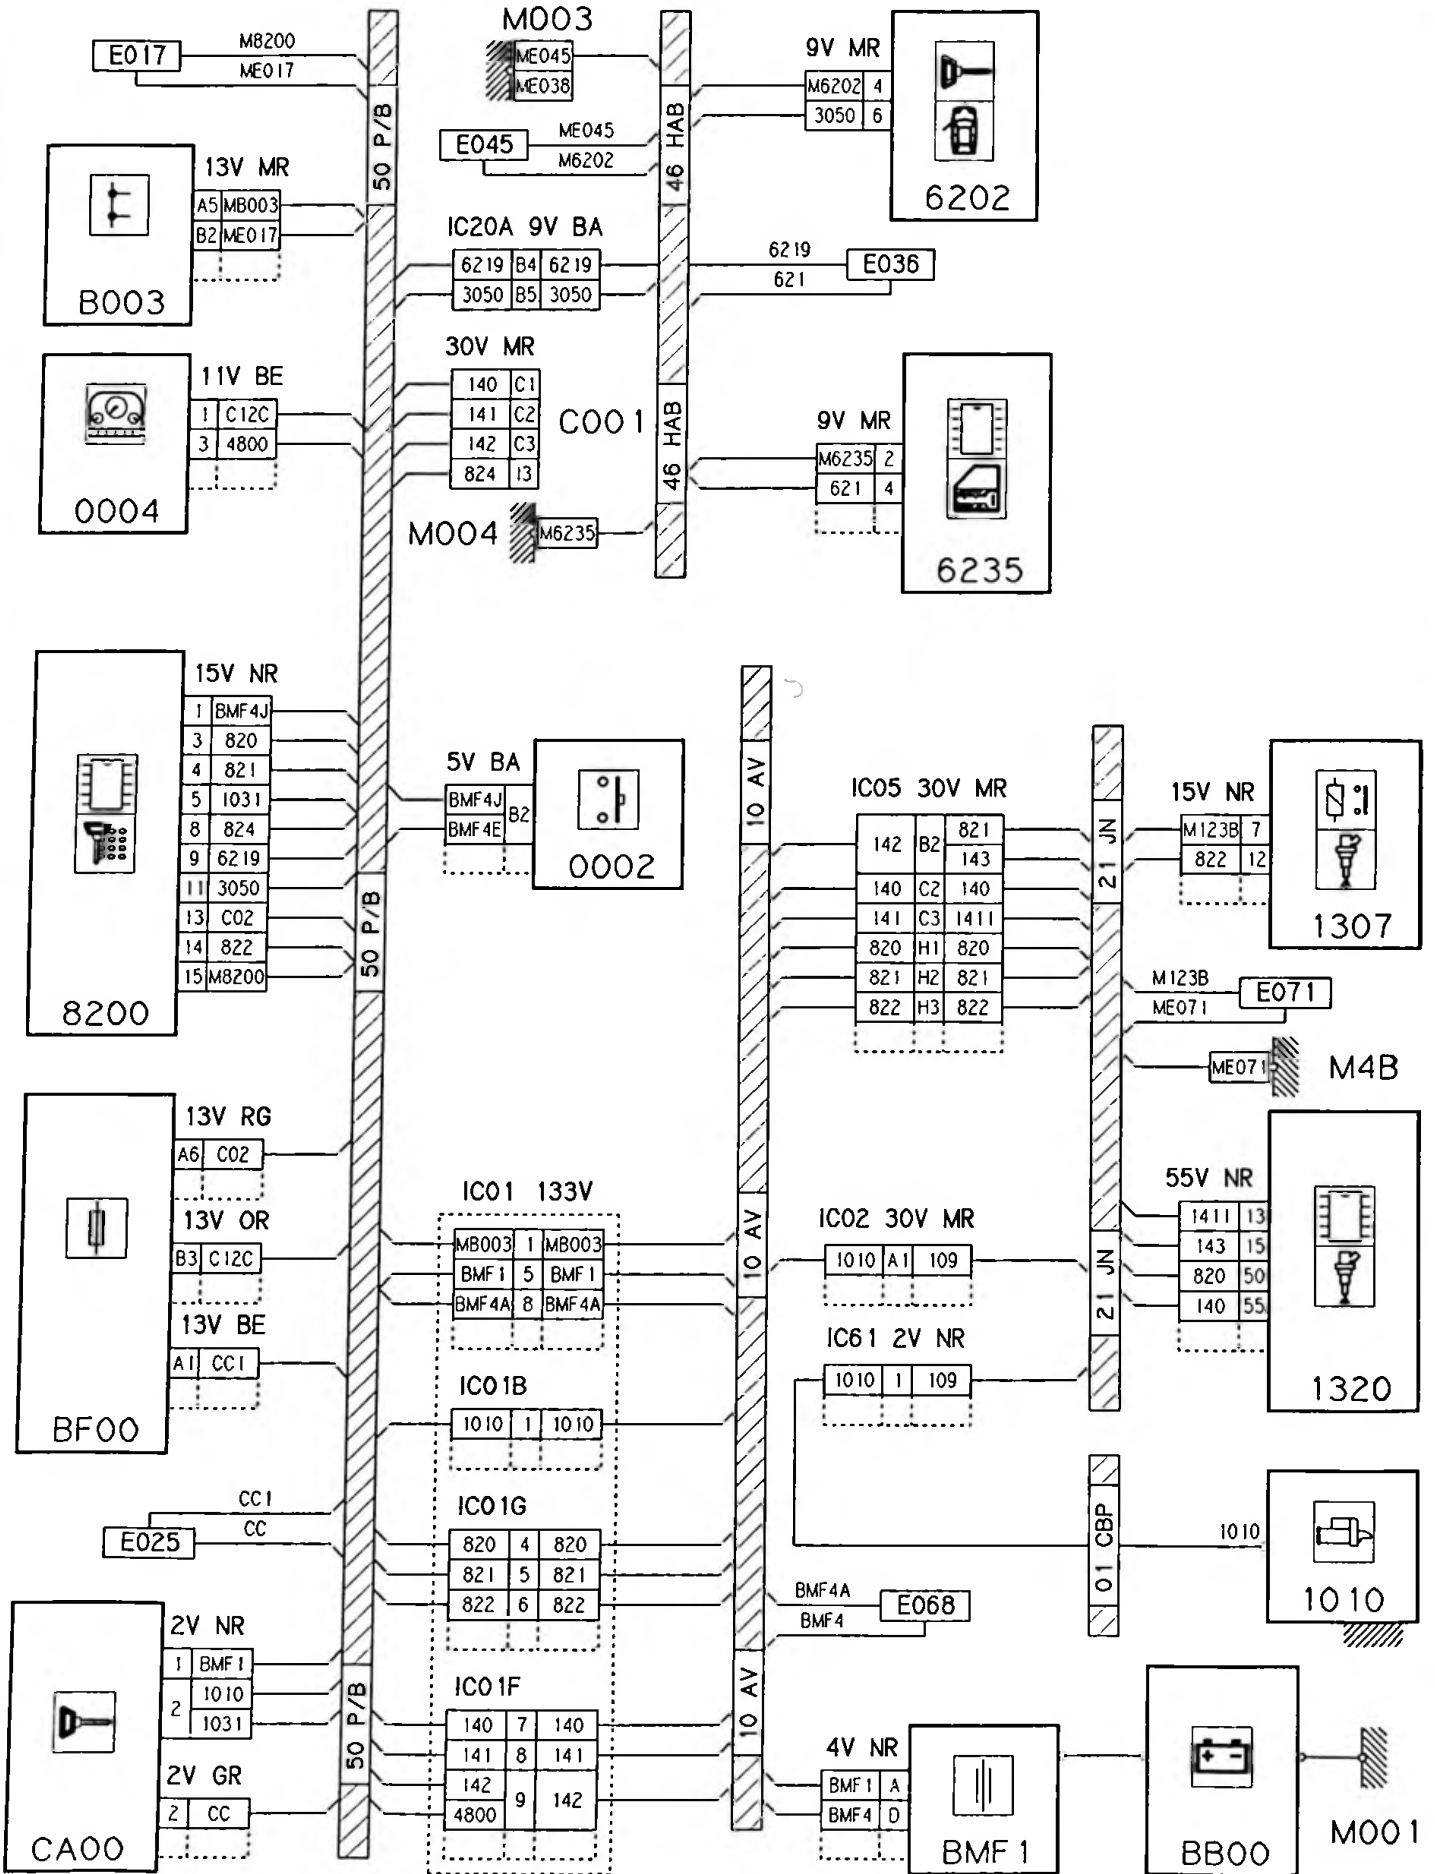 M003
E017 M8200
ME017
ME045
ME038
9V MR
M6202 4
3050 6
6202
50 P/B
46 HAB
E045 ME045
M6202
B003
13V MR
A5 MB003
B2 ME017
IC20A 9V BA
6219 B4 6219
3050 B5 3050
6219
621
E036
0004
11V BE
1 C12C
3 4800
30V MR
140 C1
141 C2
142 C3
824 13
C001
46 HAB
M004
M6235
9V MR
M6235 2
621 4
6235
8200
15V NR
1 BMF4J
3 820
4 821
5 1031
8 824
9 6219
11 3050
13 C02
14 822
15 M8200
50 P/B
5V BA
BMF4J
BMF4E
B2
0002
10 AV
IC05 30V MR
142 B2 821
143
140 C2 140
141 C3 1411
820 H1 820
821 H2 821
822 H3 822
21 JN
15V NR
M123B 7
822 12
1307
M123B
ME071
E071
ME071
M4B
BF00
13V RG
A6 C02
13V OR
B3 C12C
13V BE
A1 CC1
IC01 133V
MB003 1 MB003
BMF1 5 BMF1
BMF4A 8 BMF4A
10 AV
IC02 30V MR
1010 A1 109
21 JN
55V NR
1411 13
143 15
820 50
140 55
1320
IC61 2V NR
1010 1 109
IC01B
1010 1 1010
E025
CC1
CC
IC01G
820 4 820
821 5 821
822 6 822
01 CBP
1010
1010
BMF4A
BMF4
E068
CA00
2V NR
1 BMF1
2 1010
1031
2V GR
2 CC
50 P/B
IC01F
140 7 140
141 8 141
142
4800
9 142
10 AV
4V NR
BMF1 A
BMF4 D
BMF1
BB00
M001